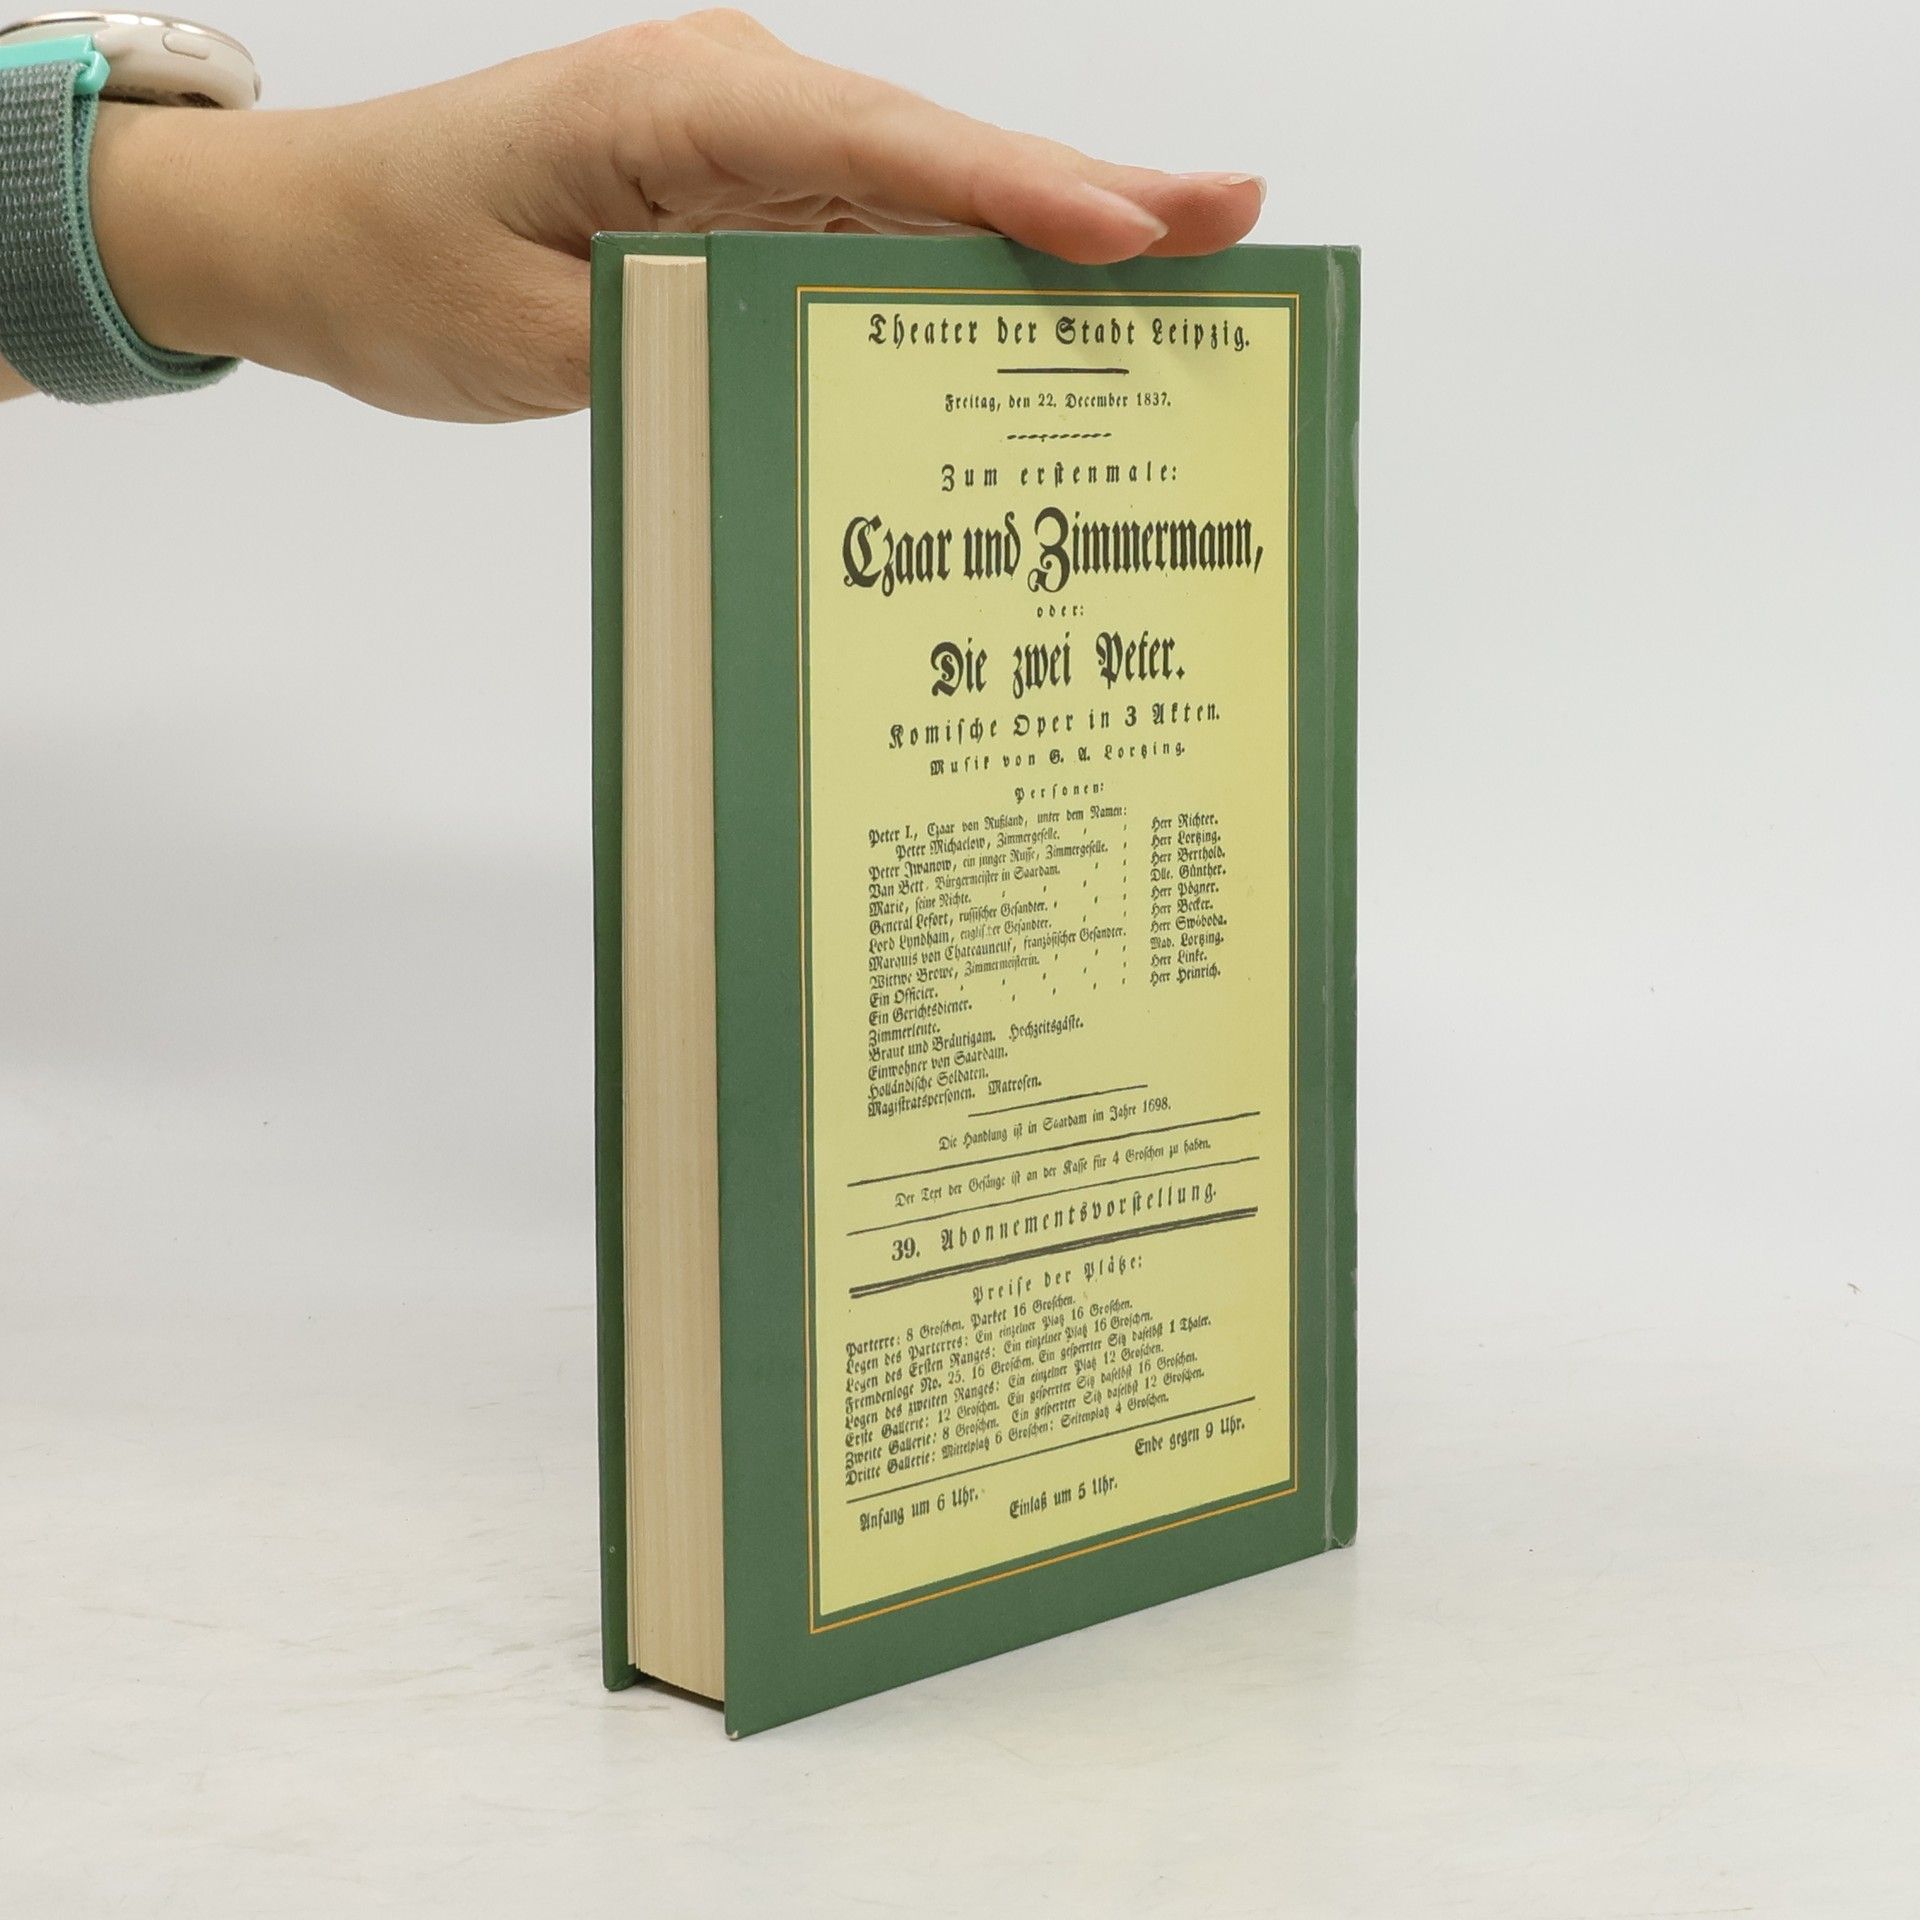 Theater der Stadt Leipzig.
Freitag, den 22. December 1837.
Zum erstenmale:
Czaar und Zimmermann,
oder:
Die zwei Peter.
Komische Oper in 3 Akten.
Musik von G. A. Lortzing.
Personen:
Peter I., Czaar von Rußland, unter dem Namen:
Peter Michaelow, Zimmergeselle. Herr Richter.
Peter Iwanow, ein junger Russe, Zimmergeselle. Herr Lortzing.
Van Bett, Bürgermeister in Saardam. Herr Berthold.
Marie, seine Nichte. Dlle. Günther.
General Lefort, russischer Gesandter. Herr Pögner.
Lord Lyndham, englischer Gesandter. Herr Becker.
Marquis von Chateauneuf, französischer Gesandter. Herr Swoboda.
Wittwe Browe, Zimmermeisterin. Mad. Lortzing.
Ein Officier. Herr Linke.
Ein Gerichtsdiener. Herr Heinrich.
Zimmerleute.
Braut und Bräutigam. Hochzeitsgäste.
Einwohner von Saardam.
Holländische Soldaten.
Magistratspersonen. Matrosen.
Die Handlung ist in Saardam im Jahre 1698.
Der Text der Gesänge ist an der Kasse für 4 Groschen zu haben.
39. Abonnementsvorstellung.
Preise der Plätze:
Parterre: 8 Groschen. Parket 16 Groschen.
Logen des Parterres: Ein einzelner Platz 16 Groschen.
Logen des Ersten Ranges: Ein einzelner Platz 16 Groschen.
Fremdenloge No. 25. 16 Groschen. Ein gesperrter Sitz daselbst 1 Thaler.
Logen des zweiten Ranges: Ein einzelner Platz 12 Groschen.
Erste Gallerie: 12 Groschen. Ein gesperrter Sitz daselbst 16 Groschen.
Zweite Gallerie: 8 Groschen. Ein gesperrter Sitz daselbst 12 Groschen.
Dritte Gallerie: Mittelplatz 6 Groschen; Seitenplatz 4 Groschen.
Anfang um 6 Uhr. Einlaß um 5 Uhr. Ende gegen 9 Uhr.